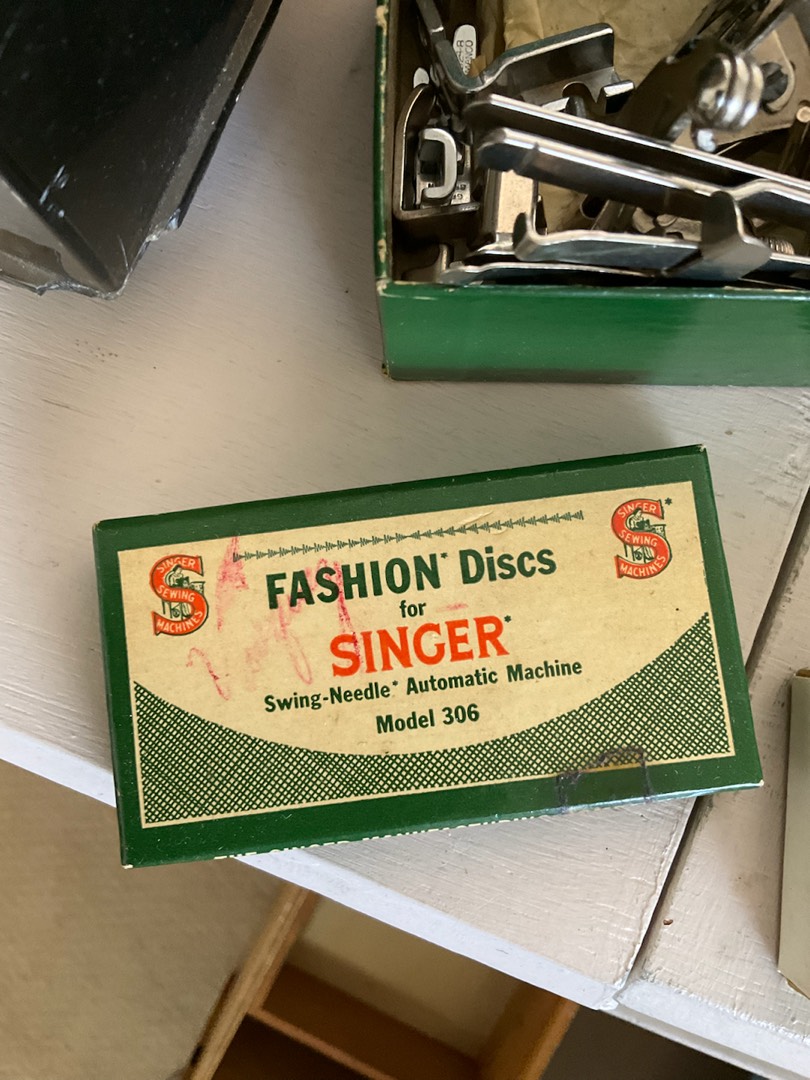 SINGER
SEWING
MACHINES
SINGER
SEWING
MACHINES
FASHION* Discs
for
SINGER*
Swing-Needle* Automatic Machine
Model 306